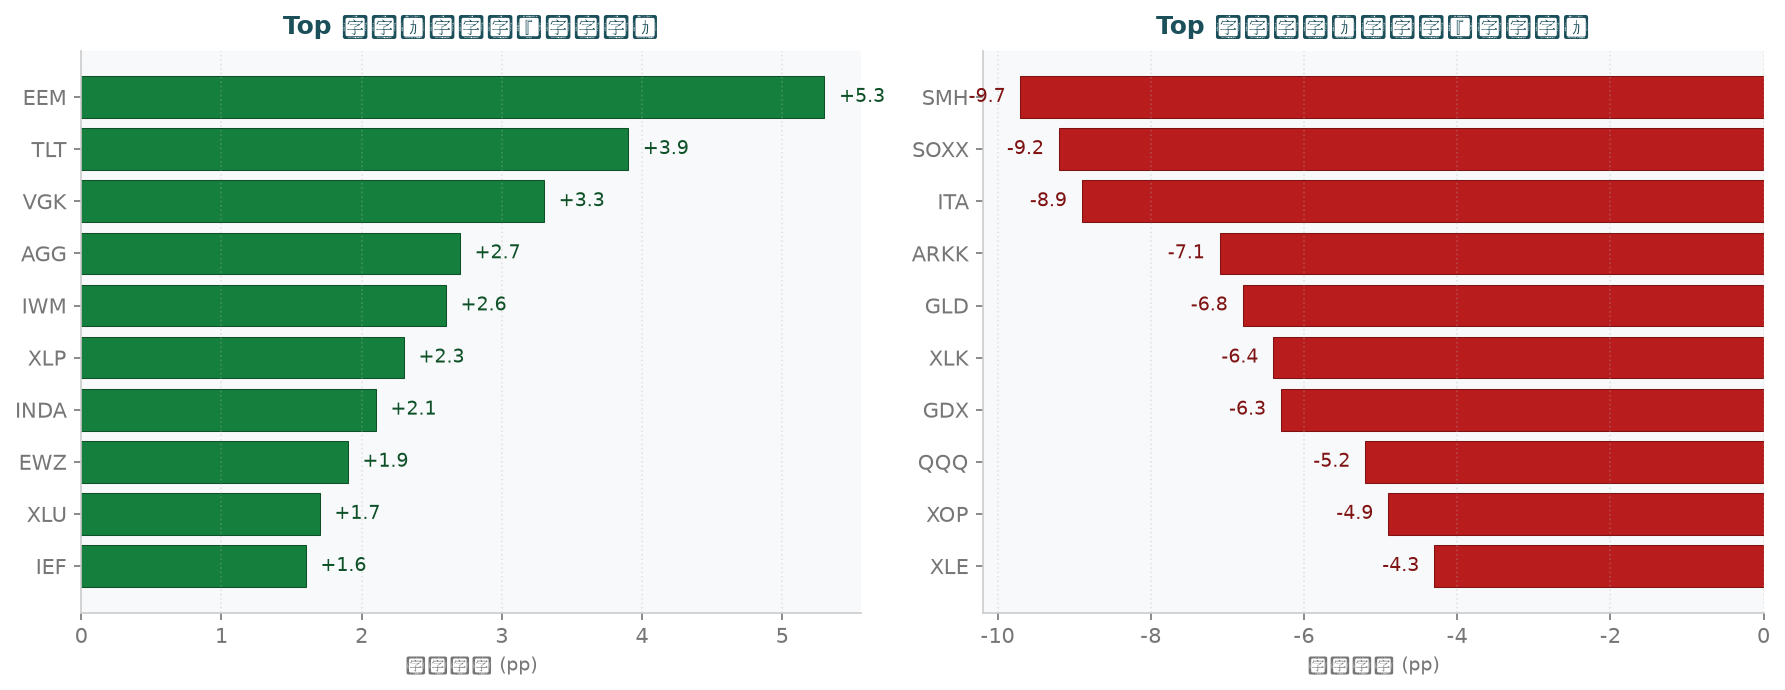 Top
EEM
+5.3
TLT
+3.9
VGK
+3.3
AGG
+2.7
IWM
+2.6
XLP
+2.3
INDA
+2.1
EWZ
+1.9
XLU
+1.7
IEF
+1.6
0 1 2 3 4 5
(pp)
Top
SMH
-9.7
SOXX
-9.2
ITA
-8.9
ARKK
-7.1
GLD
-6.8
XLK
-6.4
GDX
-6.3
QQQ
-5.2
XOP
-4.9
XLE
-4.3
-10 -8 -6 -4 -2 0
(pp)